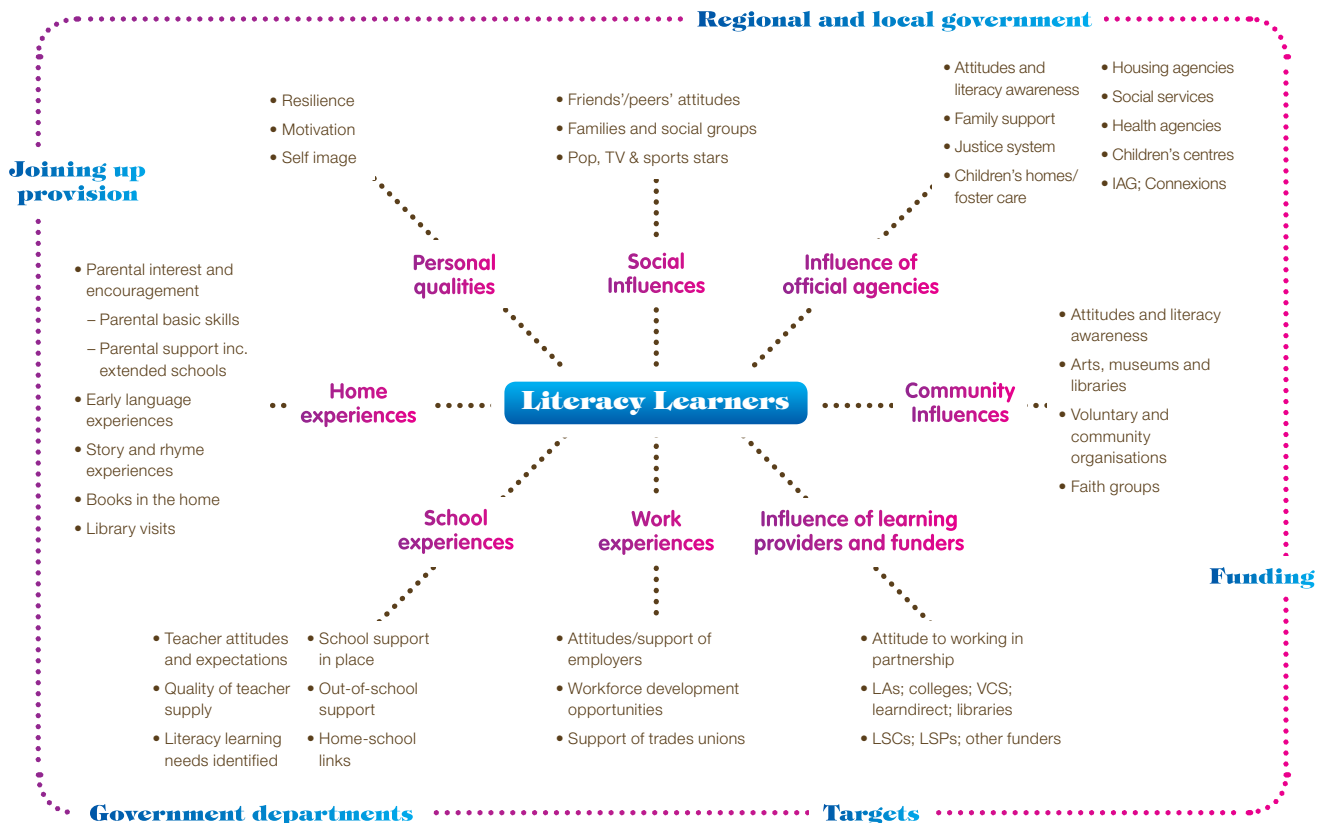 Regional and local government
• Resilience
• Motivation
• Self image
• Friends'/peers' attitudes
• Families and social groups
• Pop, TV & sports stars
• Attitudes and
literacy awareness
• Family support
• Justice system
• Children's homes/
foster care
• Housing agencies
• Social services
• Health agencies
• Children's centres
• IAG; Connexions
Joining up
provision
Personal
qualities
Social
Influences
Influence of
official agencies
• Parental interest and
encouragement
– Parental basic skills
– Parental support inc.
extended schools
• Early language
experiences
• Story and rhyme
experiences
• Books in the home
• Library visits
Home
experiences
Literacy Learners
Community
Influences
• Attitudes and literacy
awareness
• Arts, museums and
libraries
• Voluntary and
community
organisations
• Faith groups
School
experiences
Work
experiences
Influence of learning
providers and funders
Funding
• Teacher attitudes
and expectations
• Quality of teacher
supply
• Literacy learning
needs identified
• School support
in place
• Out-of-school
support
• Home-school
links
• Attitudes/support of
employers
• Workforce development
opportunities
• Support of trades unions
• Attitude to working in
partnership
• LAs; colleges; VCS;
learndirect; libraries
• LSCs; LSPs; other funders
Government departments
Targets